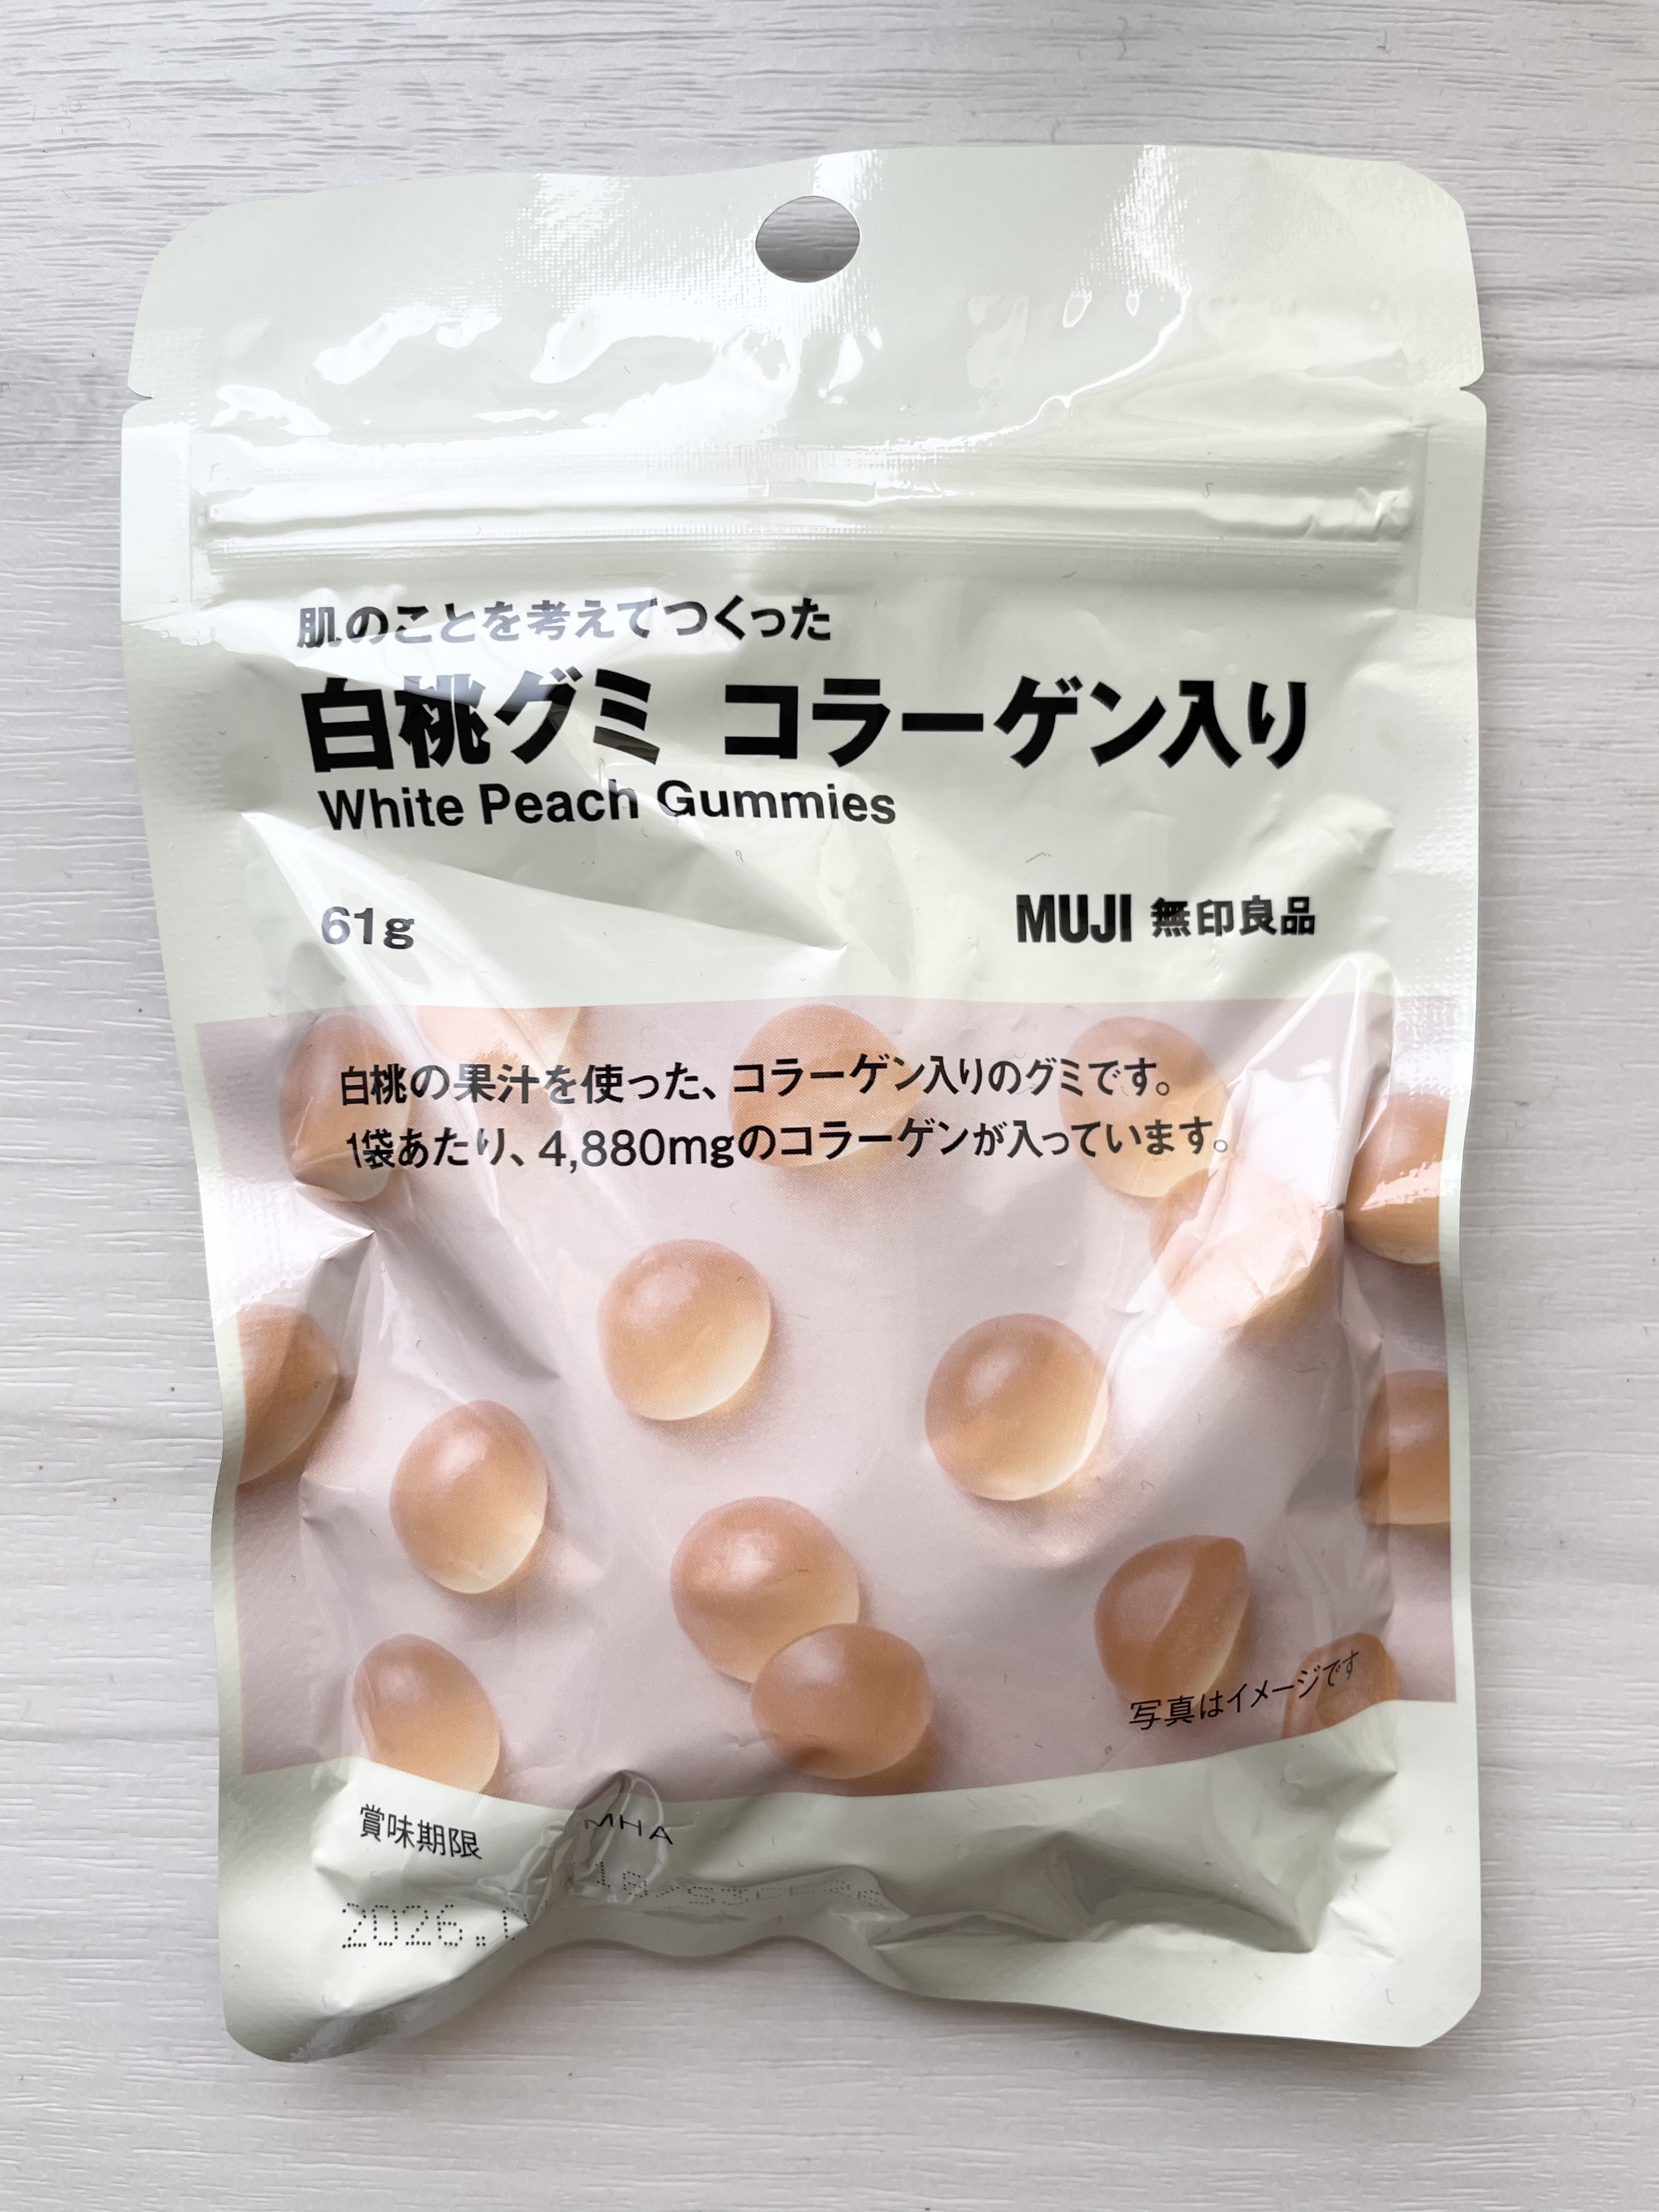 肌のことを考えてつくった
白桃グミ コラーゲン入り
White Peach Gummies
61g
MUJI 無印良品
白桃の果汁を使った、コラーゲン入りのグミです。
1袋あたり、4,880mgのコラーゲンが入っています。
写真はイメージです
賞味期限
MHA